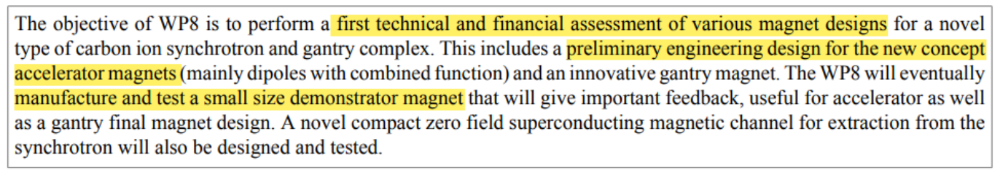 The objective of WP8 is to perform a first technical and financial assessment of various magnet designs for a novel
type of carbon ion synchrotron and gantry complex. This includes a preliminary engineering design for the new concept
accelerator magnets (mainly dipoles with combined function) and an innovative gantry magnet. The WP8 will eventually
manufacture and test a small size demonstrator magnet that will give important feedback, useful for accelerator as well
as a gantry final magnet design. A novel compact zero field superconducting magnetic channel for extraction from the
synchrotron will also be designed and tested.